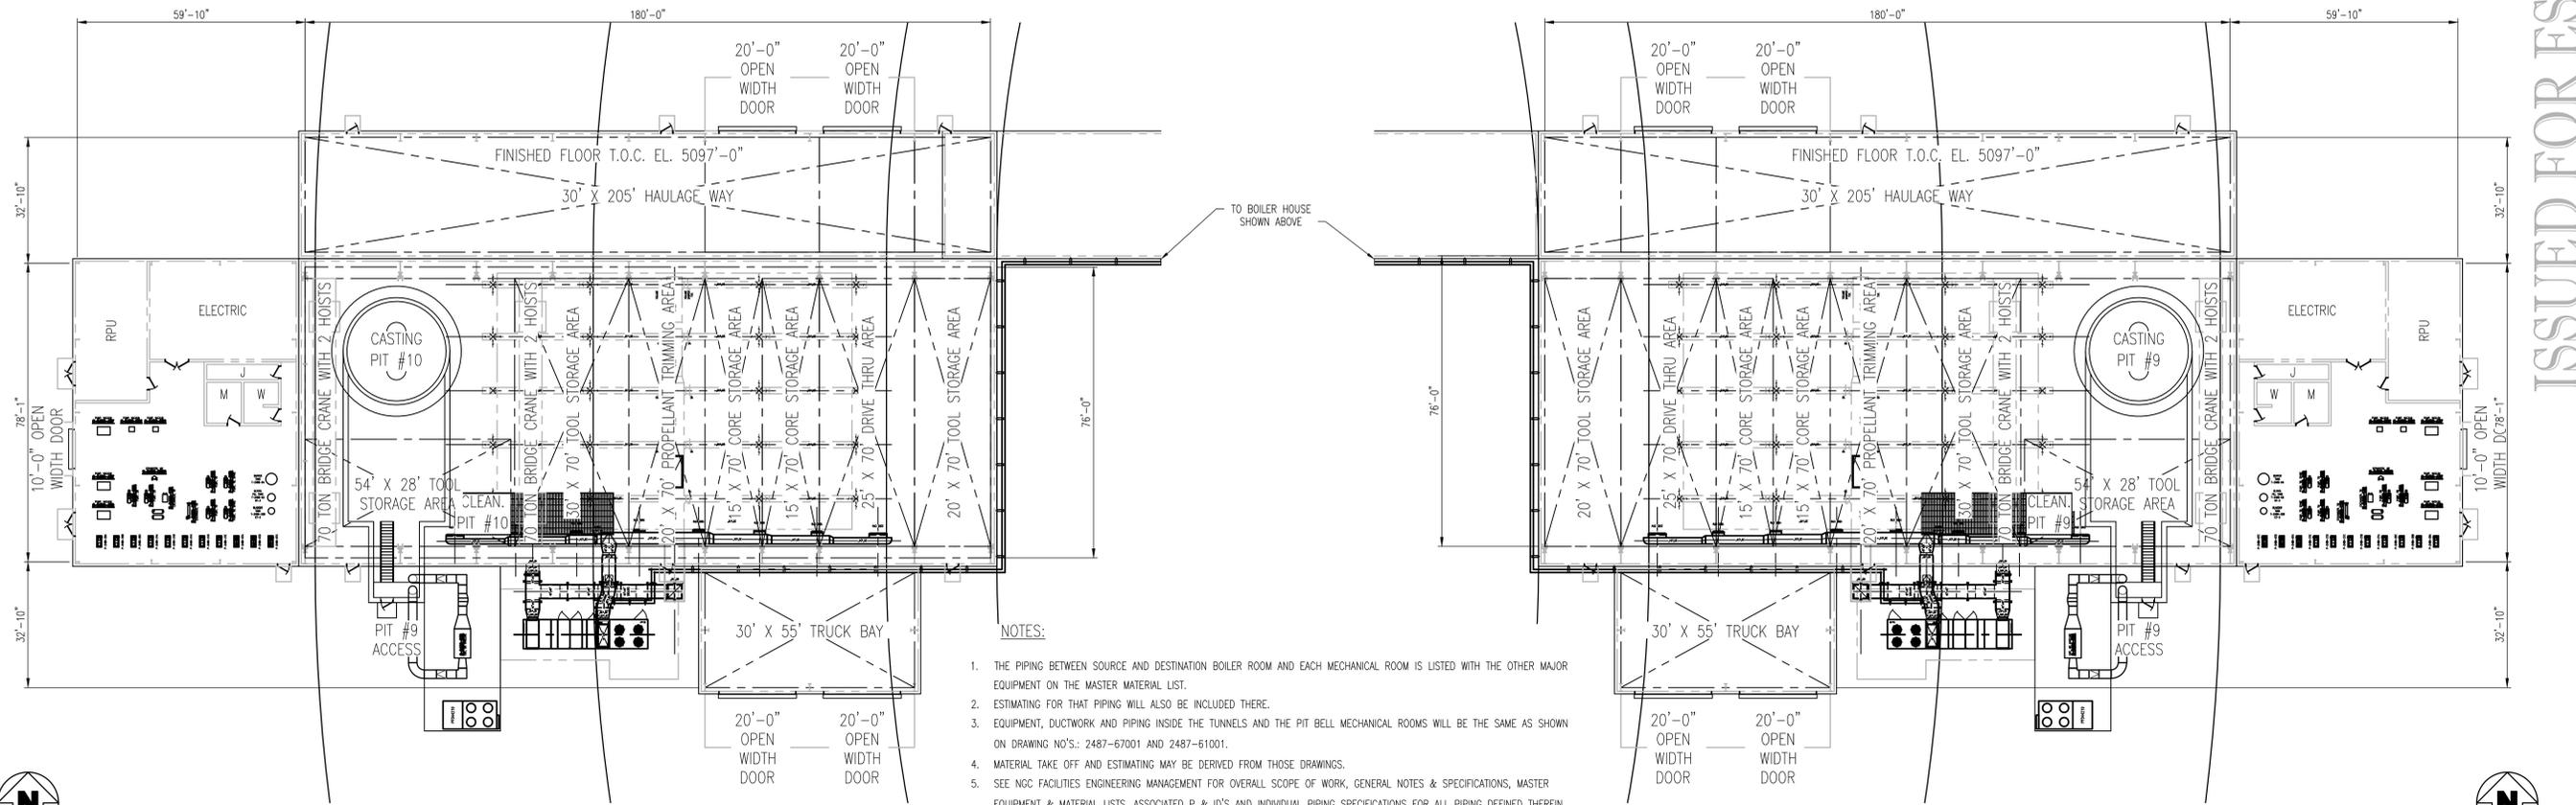 59'-10"
180'-0"
180'-0"
59'-10"
ISSUED FOR ES
20'-0"
OPEN
WIDTH
DOOR
20'-0"
OPEN
WIDTH
DOOR
20'-0"
OPEN
WIDTH
DOOR
20'-0"
OPEN
WIDTH
DOOR
FINISHED FLOOR T.O.C. EL. 5097'-0"
30' X 205' HAULAGE WAY
FINISHED FLOOR T.O.C. EL. 5097'-0"
30' X 205' HAULAGE WAY
32'-10"
32'-10"
TO BOILER HOUSE
SHOWN ABOVE
RPU
ELECTRIC
J
M
W
10'-0" OPEN
WIDTH DOOR
78'-1"
70 TON BRIDGE CRANE WITH 2 HOISTS
CASTING
PIT #10
54' X 28' TOOL
STORAGE AREA
CLEAN.
PIT #10
70 TON BRIDGE CRANE WITH 2 HOISTS
30' X 70' TOOL STORAGE AREA
20' X 70' PROPELLANT TRIMMING AREA
15' X 70' CORE STORAGE AREA
15' X 70' CORE STORAGE AREA
25' X 70' DRIVE THRU AREA
20' X 70' TOOL STORAGE AREA
76'-0"
76'-0"
20' X 70' TOOL STORAGE AREA
25' X 70' DRIVE THRU AREA
15' X 70' CORE STORAGE AREA
15' X 70' CORE STORAGE AREA
20' X 70' PROPELLANT TRIMMING AREA
30' X 70' TOOL STORAGE AREA
70 TON BRIDGE CRANE WITH 2 HOISTS
CLEAN.
PIT #9
CASTING
PIT #9
54' X 28' TOOL
STORAGE AREA
70 TON BRIDGE CRANE WITH 2 HOISTS
ELECTRIC
RPU
J
W
M
10'-0" OPEN
78'-1"
32'-10"
PIT #9
ACCESS
30' X 55' TRUCK BAY
30' X 55' TRUCK BAY
PIT #9
ACCESS
32'-10"
20'-0"
OPEN
WIDTH
DOOR
20'-0"
OPEN
WIDTH
DOOR
NOTES:
1. THE PIPING BETWEEN SOURCE AND DESTINATION BOILER ROOM AND EACH MECHANICAL ROOM IS LISTED WITH THE OTHER MAJOR
EQUIPMENT ON THE MASTER MATERIAL LIST.
2. ESTIMATING FOR THAT PIPING WILL ALSO BE INCLUDED THERE.
3. EQUIPMENT, DUCTWORK AND PIPING INSIDE THE TUNNELS AND THE PIT BELL MECHANICAL ROOMS WILL BE THE SAME AS SHOWN
ON DRAWING NO'S.: 2487-67001 AND 2487-61001.
4. MATERIAL TAKE OFF AND ESTIMATING MAY BE DERIVED FROM THOSE DRAWINGS.
5. SEE NGC FACILITIES ENGINEERING MANAGEMENT FOR OVERALL SCOPE OF WORK, GENERAL NOTES & SPECIFICATIONS, MASTER
EQUIPMENT & MATERIAL LISTS, ASSOCIATED P & ID'S AND INDIVIDUAL PIPING SPECIFICATIONS FOR ALL PIPING DEFINED THEREIN.
20'-0"
OPEN
WIDTH
DOOR
20'-0"
OPEN
WIDTH
DOOR
N
N